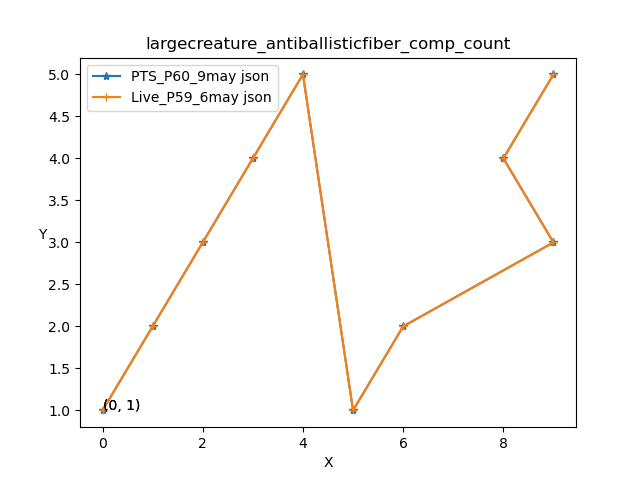 largecreature_antiballisticfiber_comp_count
PTS_P60_9may json
Live_P59_6may json
5.0
4.5
4.0
3.5
3.0
2.5
2.0
1.5
1.0
Y
(0, 1)
0 2 4 6 8
X